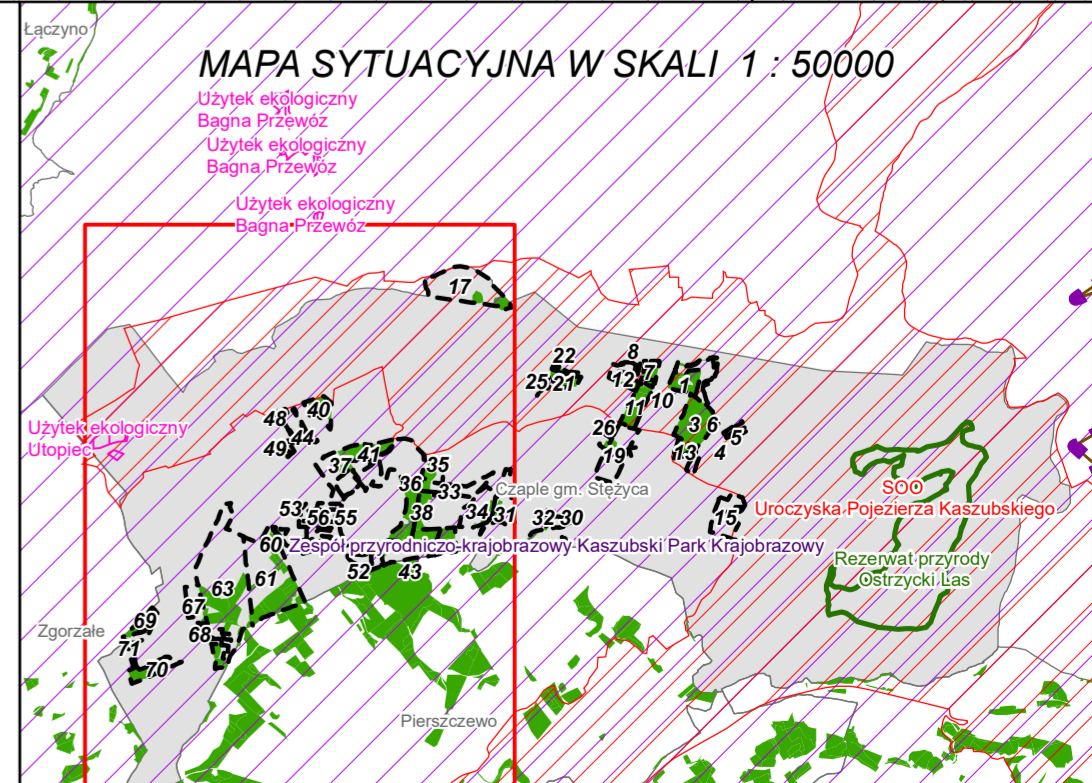 Łączyno
MAPA SYTUACYJNA W SKALI 1 : 50000
Użytek ekologiczny
Bagna Przewóz
Użytek ekologiczny
Bagna Przewóz
Użytek ekologiczny
Bagna Przewóz
17
8
22
7
12
25
21
1
10
11
48
40
3
6
26
5
44
Użytek ekologiczny
Utopiec
49
19
13
4
41
37
35
36
33
Czaple gm. Stężyca
SOO
Uroczyska Pojezierza Kaszubskiego
53
56
55
38
34
31
32
30
15
60
Zespół przyrodniczo-krajobrazowy Kaszubski Park Krajobrazowy
Rezerwat przyrody
Ostrzycki Las
52
43
61
63
67
69
Zgorzałe
68
71
70
Pierszczewo